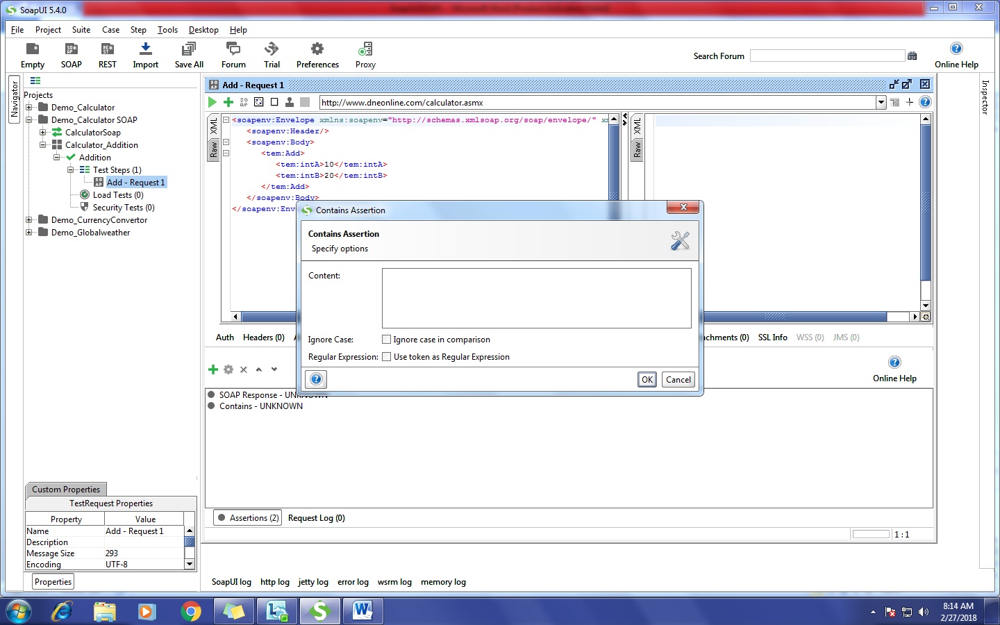 SoapUI 5.4.0
File Project Suite Case Step Tools Desktop Help
Empty SOAP REST Import Save All Forum Trial Preferences Proxy
Search Forum
Online Help
Navigator
Projects
Demo_Calculator
Demo_Calculator SOAP
CalculatorSoap
Calculator_Addition
Addition
Test Steps (1)
Add - Request 1
Load Tests (0)
Security Tests (0)
Demo_CurrencyConvertor
Demo_Globalweather
Add - Request 1
http://www.dneonline.com/calculator.asmx
XML
Raw
<soapenv:Envelope xmlns:soapenv="http://schemas.xmlsoap.org/soap/envelope/"
<soapenv:Header/>
<soapenv:Body>
<tem:Add>
<tem:intA>10</tem:intA>
<tem:intB>20</tem:intB>
</tem:Add>
</soapenv:Body>
</soapenv:Enve
XML
Raw
Inspector
Contains Assertion
Contains Assertion
Specify options
Content:
Ignore Case: Ignore case in comparison
Regular Expression: Use token as Regular Expression
OK Cancel
Auth Headers (0)
chments (0) SSL Info WSS (0) JMS (0)
Online Help
SOAP Response - UNKNOWN
Contains - UNKNOWN
Assertions (2) Request Log (0)
1 : 1
Custom Properties
TestRequest Properties
Property Value
Name Add - Request 1
Description
Message Size 293
Encoding UTF-8
Properties
SoapUI log http log jetty log error log wsrm log memory log
8:14 AM
2/27/2018